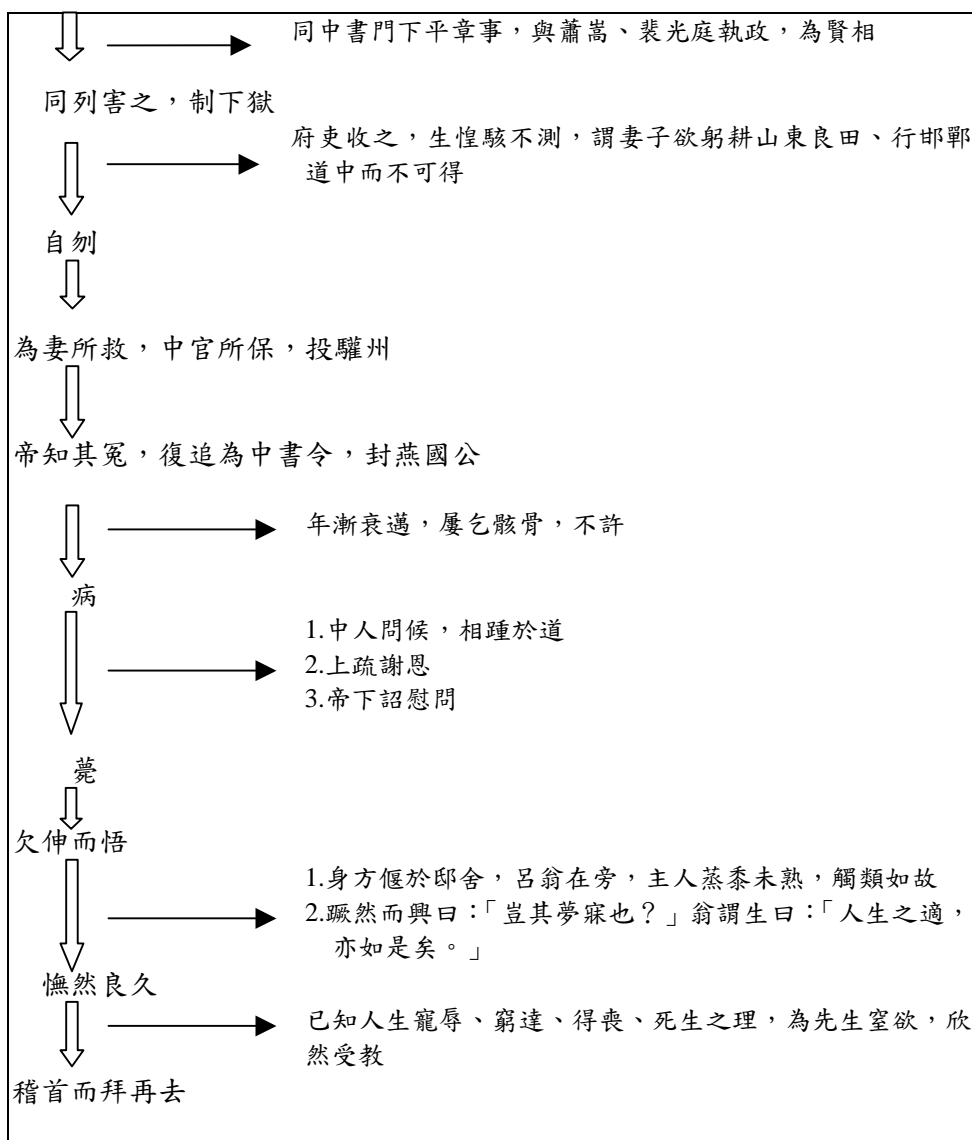 同中書門下平章事，與蕭嵩、裴光庭執政，為賢相
同列害之，制下獄
府吏收之，生惶駭不測，謂妻子欲躬耕山東良田、行邯鄲
道中而不可得
自刎
為妻所救，中官所保，投驩州
帝知其冤，復追為中書令，封燕國公
年漸衰邁，屢乞骸骨，不許
病
1.中人問候，相踵於道
2.上疏謝恩
3.帝下詔慰問
薨
欠伸而悟
1.身方偃於邸舍，呂翁在旁，主人蒸黍未熟，觸類如故
2.蹶然而興曰：「豈其夢寐也？」翁謂生曰：「人生之適，
亦如是矣。」
憮然良久
已知人生寵辱、窮達、得喪、死生之理，為先生窒欲，欣
然受教
稽首而拜再去